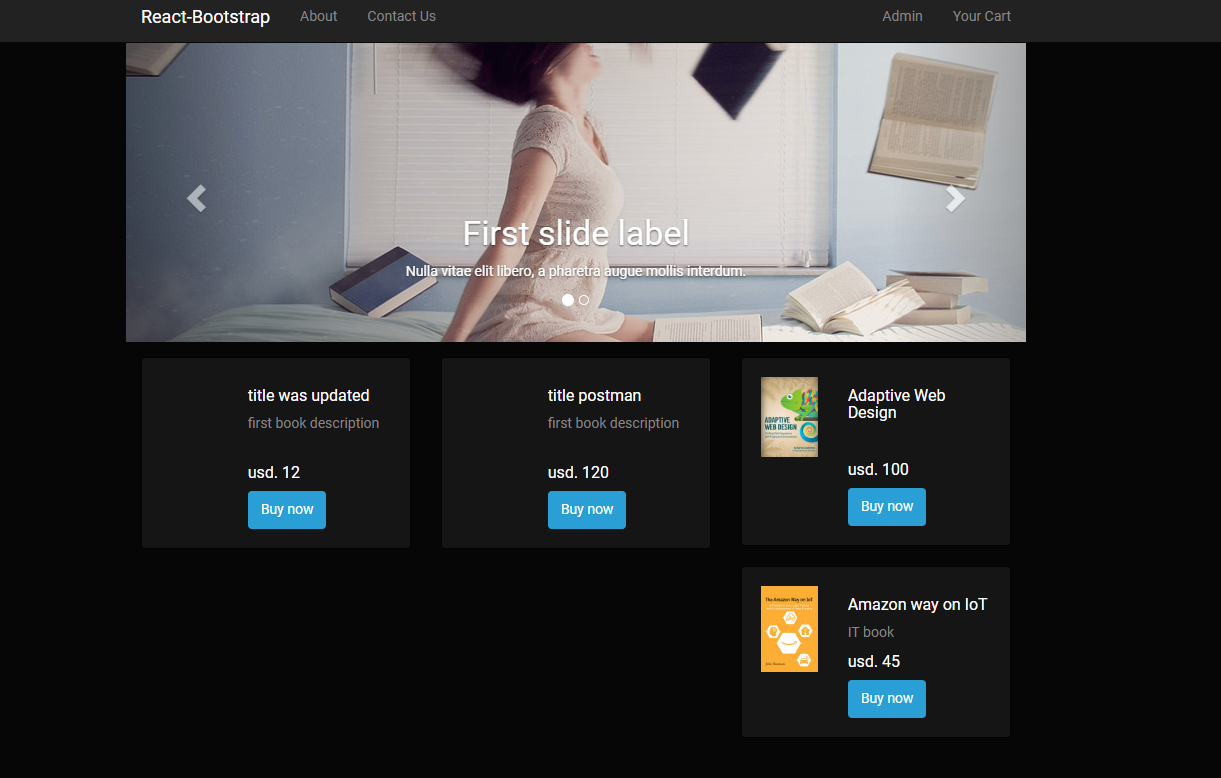 React-Bootstrap About Contact Us Admin Your Cart
First slide label
Nulla vitae elit libero, a pharetra augue mollis interdum.
title was updated
first book description
usd. 12
Buy now
title postman
first book description
usd. 120
Buy now
ADAPTIVE
WEB DESIGN
Adaptive Web
Design
usd. 100
Buy now
The Amazon Way on IoT
Amazon way on IoT
IT book
usd. 45
Buy now